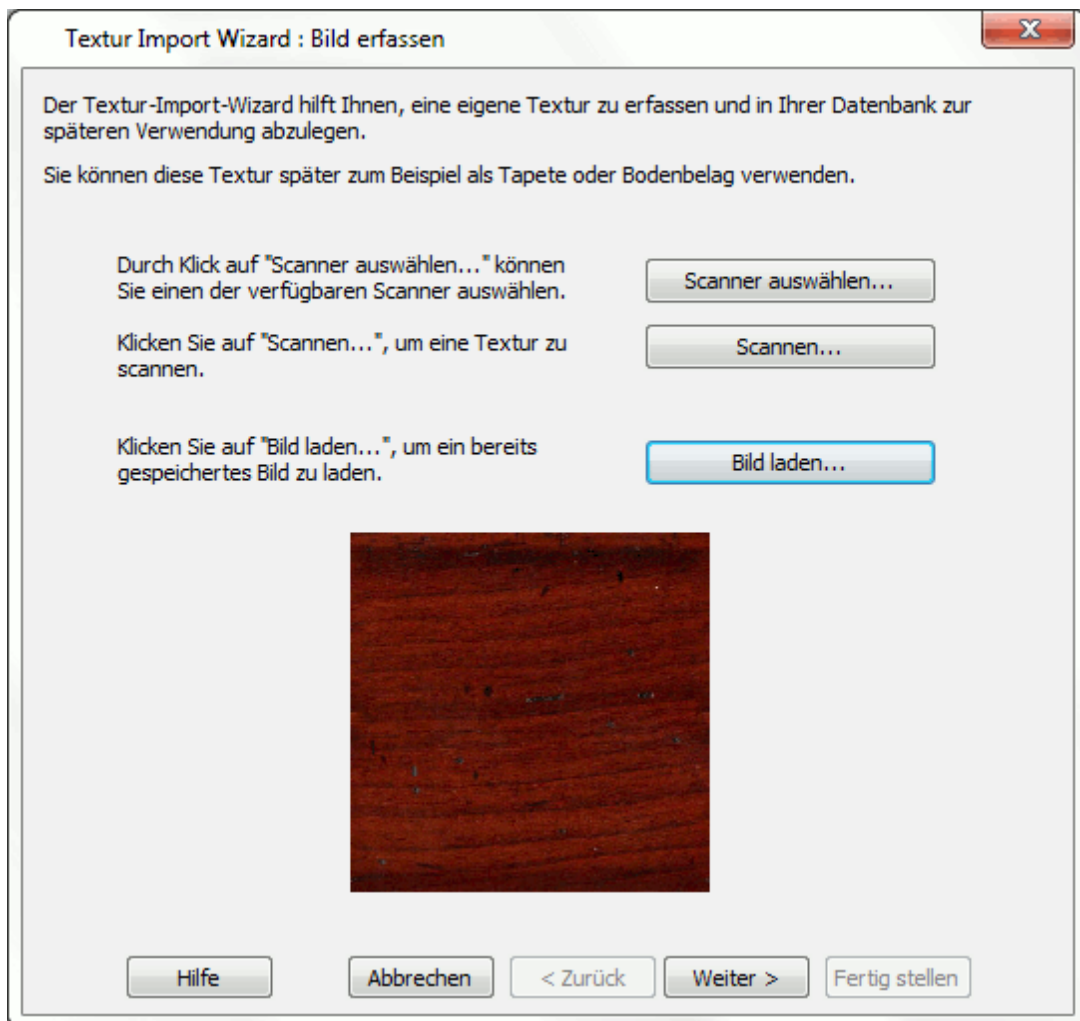 Textur Import Wizard : Bild erfassen
Der Textur-Import-Wizard hilft Ihnen, eine eigene Textur zu erfassen und in Ihrer Datenbank zur
späteren Verwendung abzulegen.
Sie können diese Textur später zum Beispiel als Tapete oder Bodenbelag verwenden.
Durch Klick auf "Scanner auswählen..." können
Sie einen der verfügbaren Scanner auswählen.
Scanner auswählen...
Klicken Sie auf "Scannen...", um eine Textur zu
scannen.
Scannen...
Klicken Sie auf "Bild laden...", um ein bereits
gespeichertes Bild zu laden.
Bild laden...
Hilfe
Abbrechen
< Zurück
Weiter >
Fertig stellen